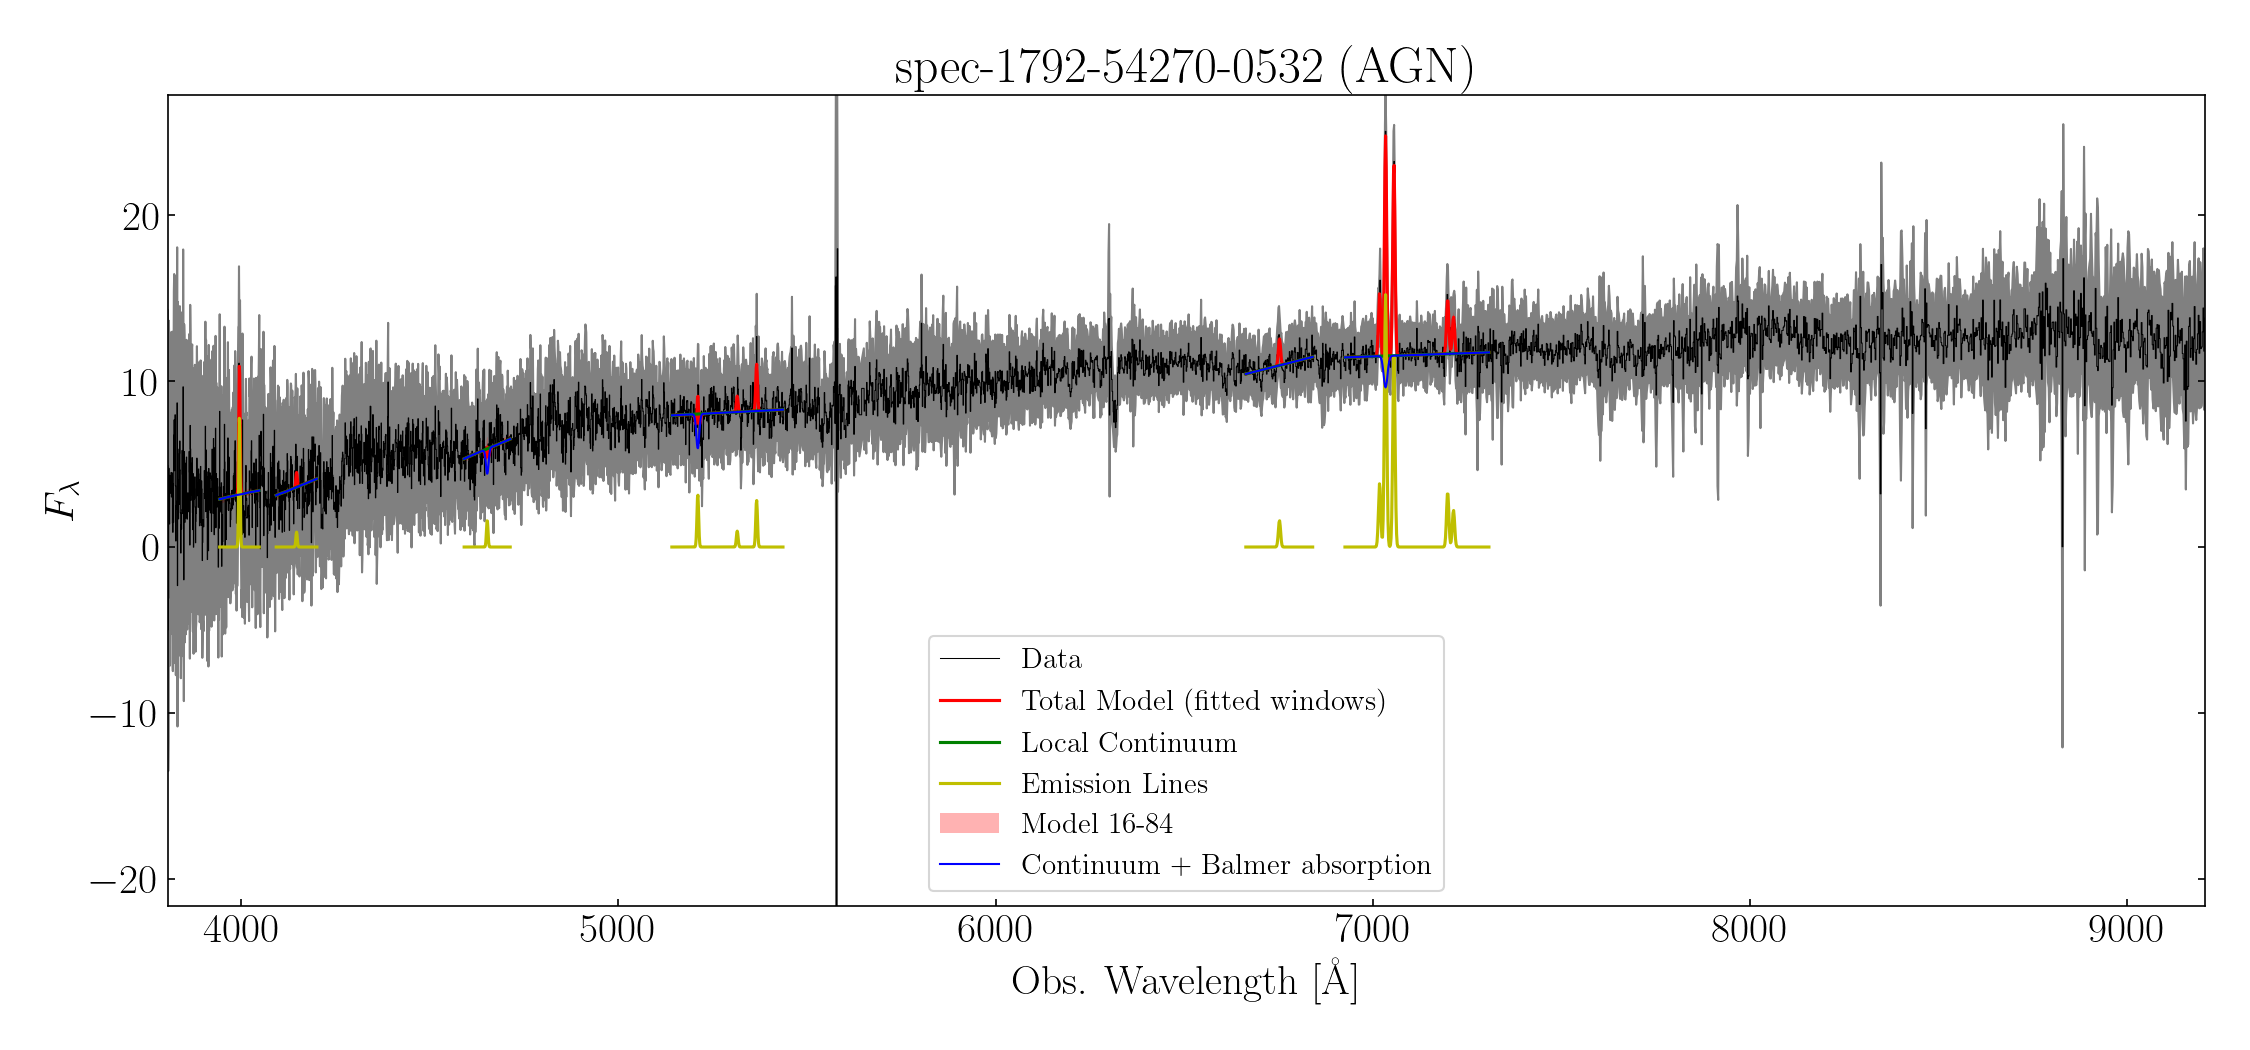 spec-1792-54270-0532 (AGN)
20
10
0
−10
−20
F_λ
Data
Total Model (fitted windows)
Local Continuum
Emission Lines
Model 16-84
Continuum + Balmer absorption
4000 5000 6000 7000 8000 9000
Obs. Wavelength [Å]